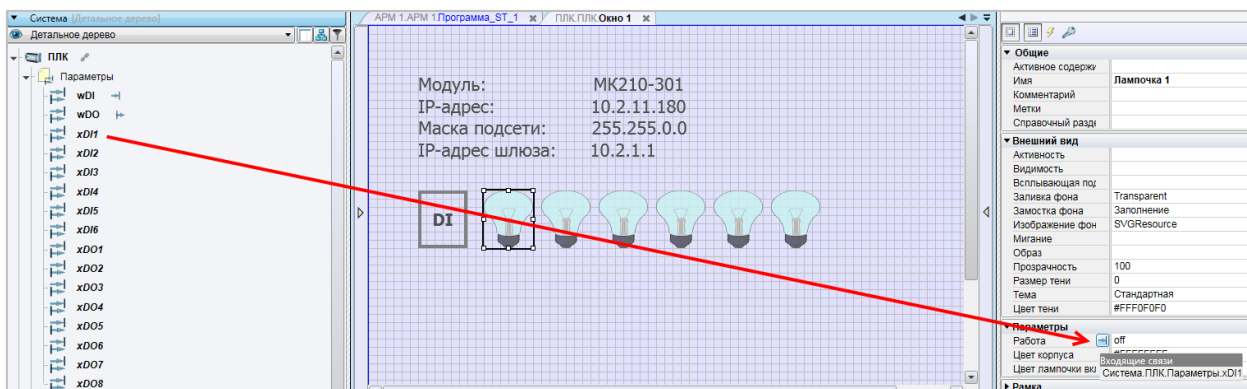 Система [Детальное дерево]
Детальное дерево
ПЛК
Параметры
wDI
wDO
xDI1
xDI2
xDI3
xDI4
xDI5
xDI6
xDO1
xDO2
xDO3
xDO4
xDO5
xDO6
xDO7
xDO8
АРМ 1.АРМ 1.Программа_ST_1
ПЛК.ПЛК.Окно 1
Модуль: МК210-301
IP-адрес: 10.2.11.180
Маска подсети: 255.255.0.0
IP-адрес шлюза: 10.2.1.1
DI
Общие
Активное содержи
Имя Лампочка 1
Комментарий
Метки
Справочный разде
Внешний вид
Активность
Видимость
Всплывающая под
Заливка фона Transparent
Замостка фона Заполнение
Изображение фон SVGResource
Мигание
Образ
Прозрачность 100
Размер тени 0
Тема Стандартная
Цвет тени #FFF0F0F0
Параметры
Работа off
Цвет корпуса
Входящие связи
Цвет лампочки вкл Система.ПЛК.Параметры.xDI1
Рамка